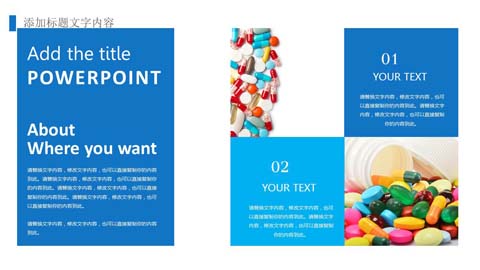 添加标题文字内容
Add the title
POWERPOINT
About
Where you want
请替换文字内容，修改文字内容，也可以直接复制你的内容
到此。请替换文字内容，修改文字内容，也可以直接复制你
的内容到此。请替换文字内容，修改文字内容，也可以直接
复制你的内容到此。请替换文字内容，修改文字内容，也可
以直接复制你的内容到此。
请替换文字内容，修改文字内容，也可以直接复制你的内容
到此。
01
YOUR TEXT
请替换文字内容，修改文字内容，也可
以直接复制你的内容到此。请替换文字
内容，修改文字内容，也可以直接复制
你的内容到此。
02
YOUR TEXT
请替换文字内容，修改文字内容，也可
以直接复制你的内容到此。请替换文字
内容，修改文字内容，也可以直接复制
你的内容到此。